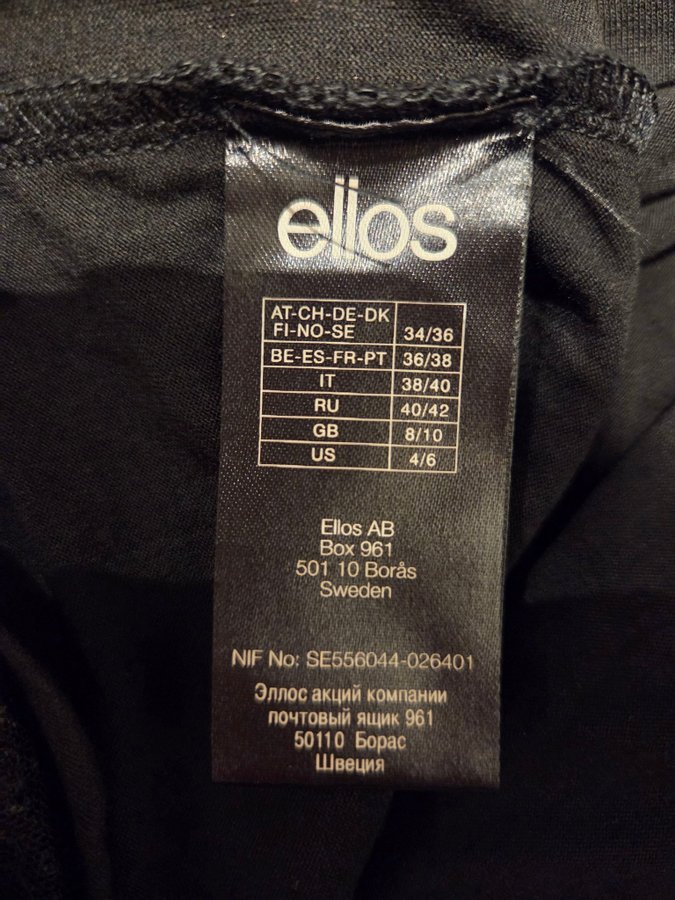 ellos
AT-CH-DE-DK
FI-NO-SE 34/36
BE-ES-FR-PT 36/38
IT 38/40
RU 40/42
GB 8/10
US 4/6
Ellos AB
Box 961
501 10 Borås
Sweden
NIF No: SE556044-026401
Эллос акций компании
почтовый ящик 961
50110 Борас
Швеция